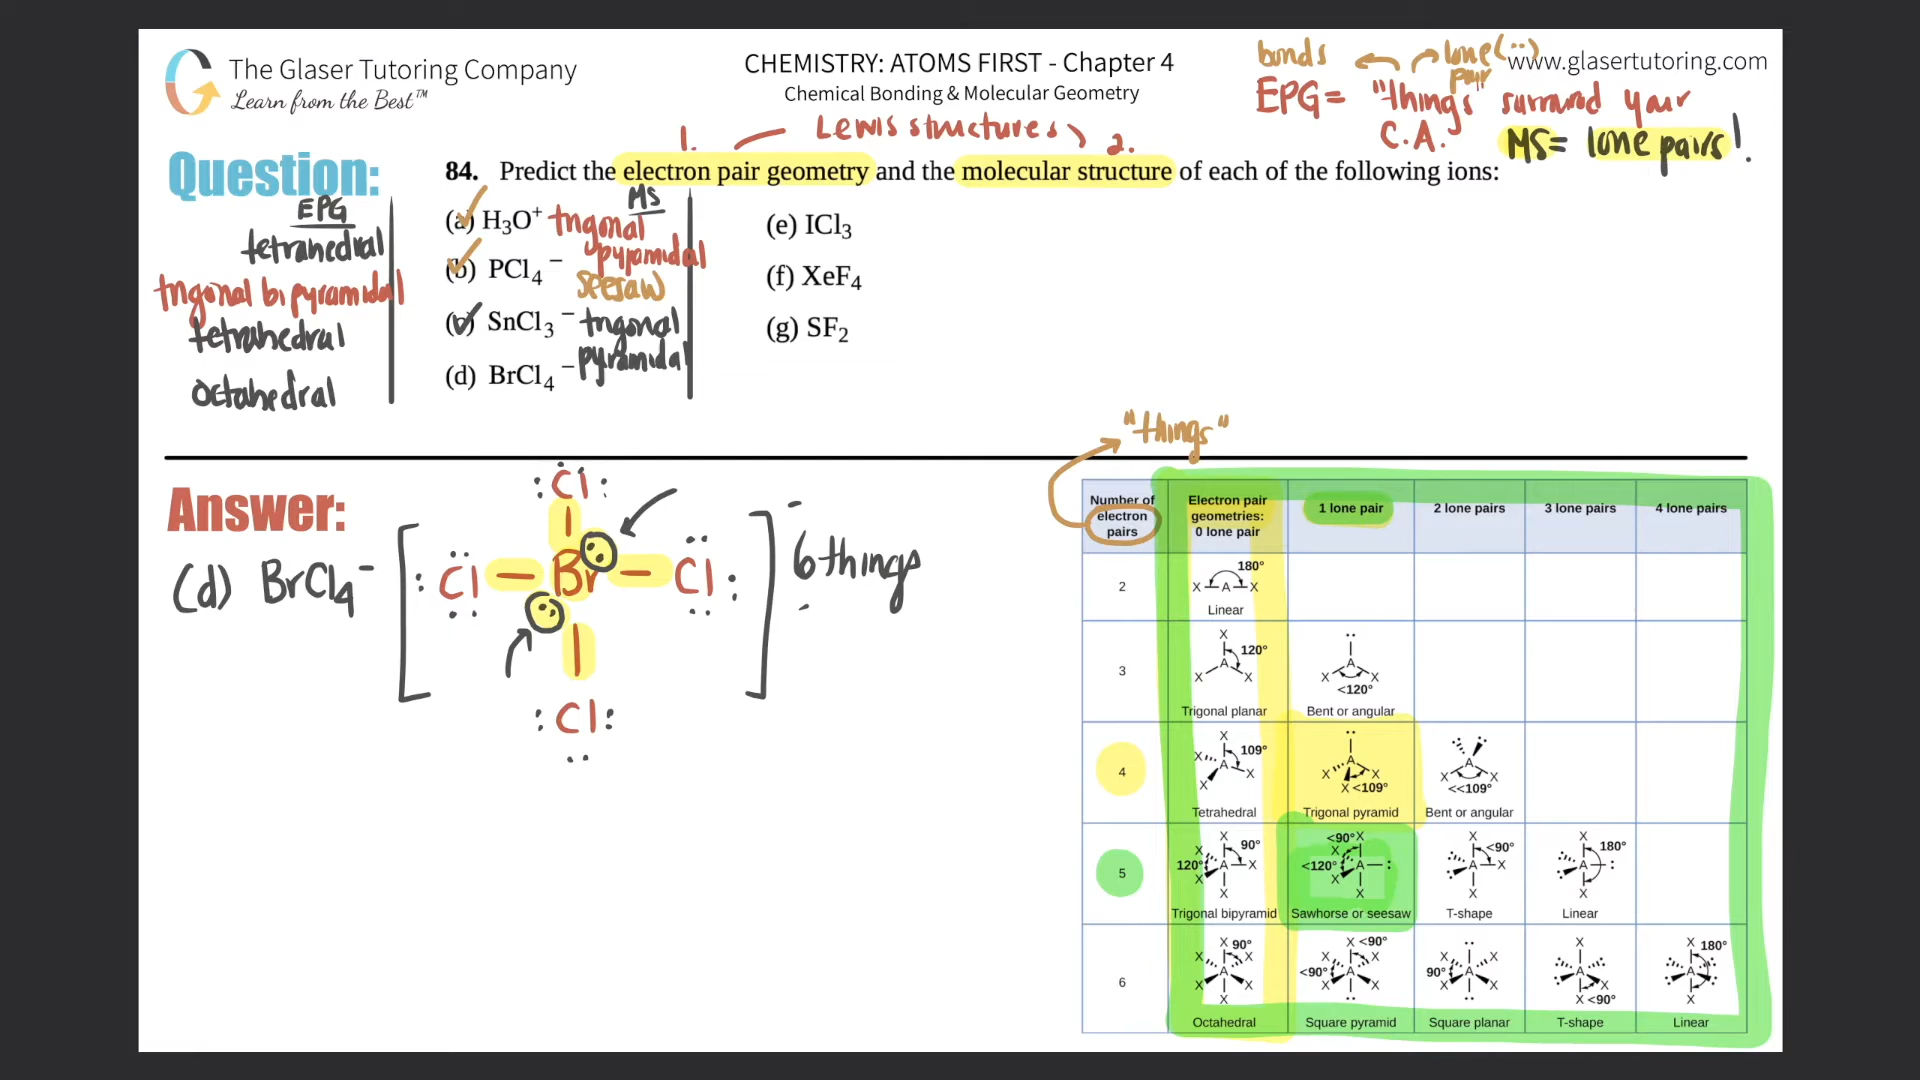 The Glaser Tutoring Company
Learn from the Best™
CHEMISTRY: ATOMS FIRST - Chapter 4
Chemical Bonding & Molecular Geometry
www.glasertutoring.com
bonds lone (··) pair
EPG = "things" surround your C.A.
MS = lone pairs!
1. Lewis structures 2.
Question:
84. Predict the electron pair geometry and the molecular structure of each of the following ions:
EPG
tetrahedral
trigonal bipyramidal
tetrahedral
octahedral
MS
(a) H3O+ trigonal pyramidal
(b) PCl4− seesaw
(c) SnCl3− trigonal pyramidal
(d) BrCl4−
(e) ICl3
(f) XeF4
(g) SF2
Answer:
(d) BrCl4−
:Cl:
:Cl — Br — Cl:
:Cl:
−
6 things
"things"
Number of electron pairs
Electron pair geometries: 0 lone pair
1 lone pair
2 lone pairs
3 lone pairs
4 lone pairs
2
180°
X—A—X
Linear
3
X
120°
A
X X
Trigonal planar
A
X X
<120°
Bent or angular
4
X
109°
X A X
X
Tetrahedral
A
X X
X <109°
Trigonal pyramid
A
X X
<<109°
Bent or angular
5
X
X 90°
120° A—X
X
X
Trigonal bipyramid
<90° X
X
<120° A—:
X
X
Sawhorse or seesaw
X
<90°
A—X
X
T-shape
X
180°
A—:
X
Linear
6
X 90°
X X
A
X X
X
Octahedral
X <90°
X X
<90° A
X X
Square pyramid
X X
90° A
X X
Square planar
X
A
X
X <90°
T-shape
X 180°
A
X
Linear